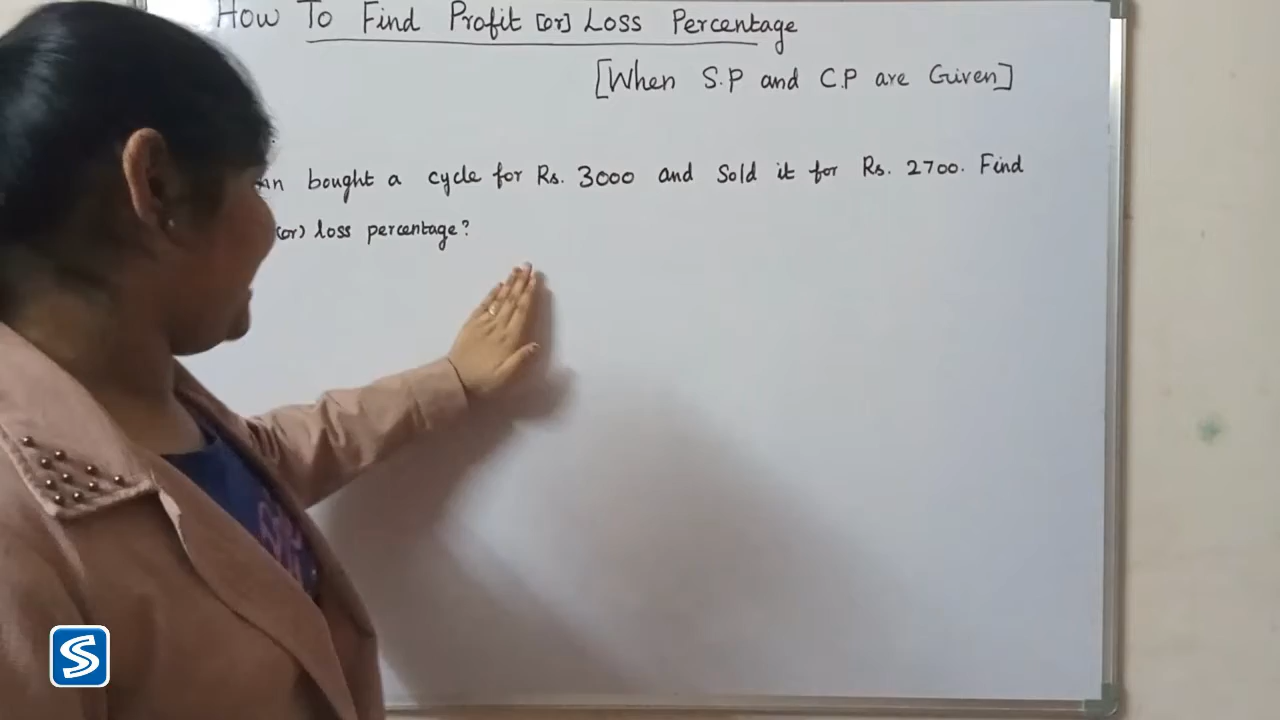 How To Find Profit [or] Loss Percentage
[When S.P and C.P are Given]
bought a cycle for Rs. 3000 and Sold it for Rs. 2700. Find
(or) loss percentage?
S